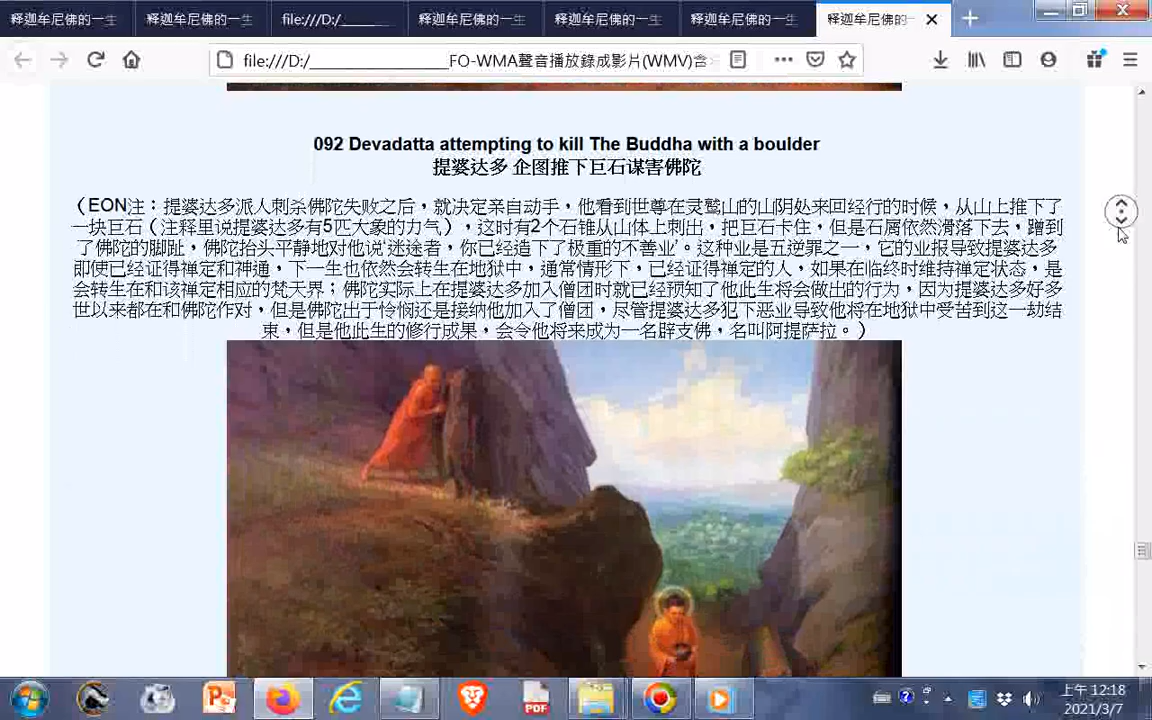 释迦牟尼佛的一生
释迦牟尼佛的一生
file:///D:/______
释迦牟尼佛的一生
释迦牟尼佛的一生
释迦牟尼佛的一生
释迦牟尼佛的一
file:///D:/__________________FO-WMA聲音播放錄成影片(WMV)含
092 Devadatta attempting to kill The Buddha with a boulder
提婆达多 企图推下巨石谋害佛陀
（EON注：提婆达多派人刺杀佛陀失败之后，就决定亲自动手，他看到世尊在灵鹫山的山阴处来回经行的时候，从山上推下了
一块巨石（注释里说提婆达多有5匹大象的力气），这时有2个石锥从山体上刺出，把巨石卡住，但是石屑依然滑落下去，蹭到
了佛陀的脚趾，佛陀抬头平静地对他说‘迷途者，你已经造下了极重的不善业’。这种业是五逆罪之一，它的业报导致提婆达多
即使已经证得禅定和神通，下一生也依然会转生在地狱中，通常情形下，已经证得禅定的人，如果在临终时维持禅定状态，是
会转生在和该禅定相应的梵天界；佛陀实际上在提婆达多加入僧团时就已经预知了他此生将会做出的行为，因为提婆达多好多
世以来都在和佛陀作对，但是佛陀出于怜悯还是接纳他加入了僧团，尽管提婆达多犯下恶业导致他将在地狱中受苦到这一劫结
束，但是他此生的修行成果，会令他将来成为一名辟支佛，名叫阿提萨拉。）
PDF
上午 12:18
2021/3/7